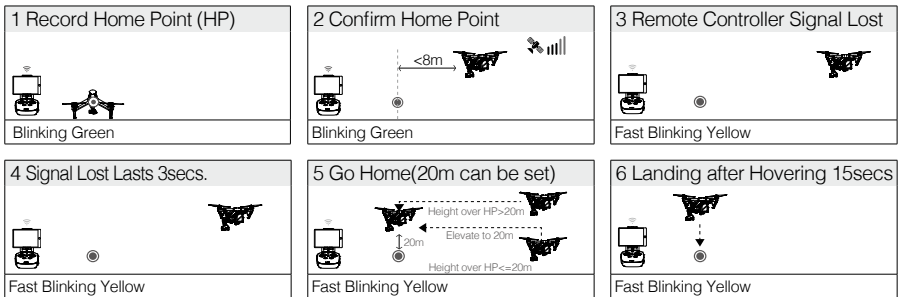 1 Record Home Point (HP)
Blinking Green
2 Confirm Home Point
<8m
Blinking Green
3 Remote Controller Signal Lost
Fast Blinking Yellow
4 Signal Lost Lasts 3secs.
Fast Blinking Yellow
5 Go Home(20m can be set)
Height over HP>20m
Elevate to 20m
20m
Height over HP<=20m
Fast Blinking Yellow
6 Landing after Hovering 15secs
Fast Blinking Yellow